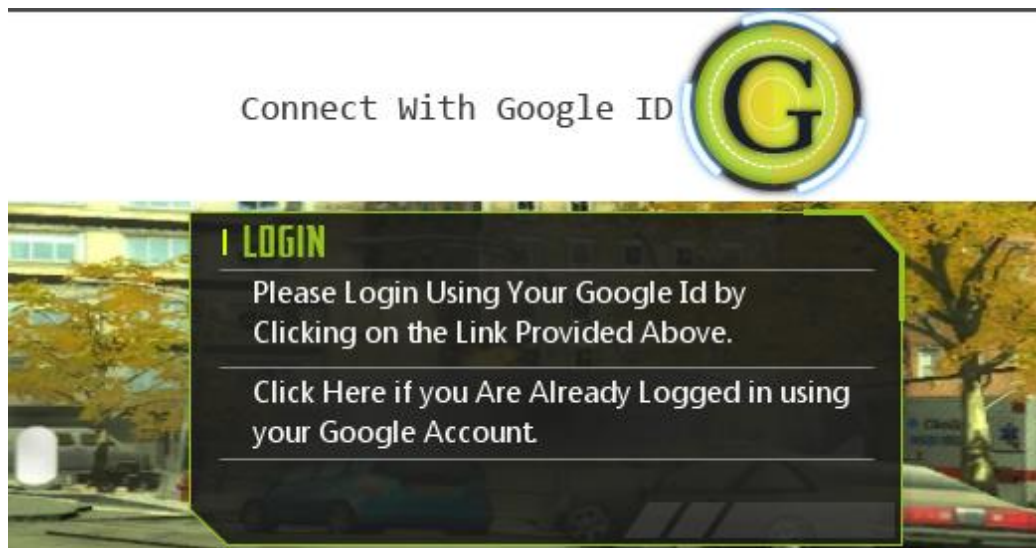 Connect With Google ID
G
LOGIN
Please Login Using Your Google Id by
Clicking on the Link Provided Above.
Click Here if you Are Already Logged in using
your Google Account.